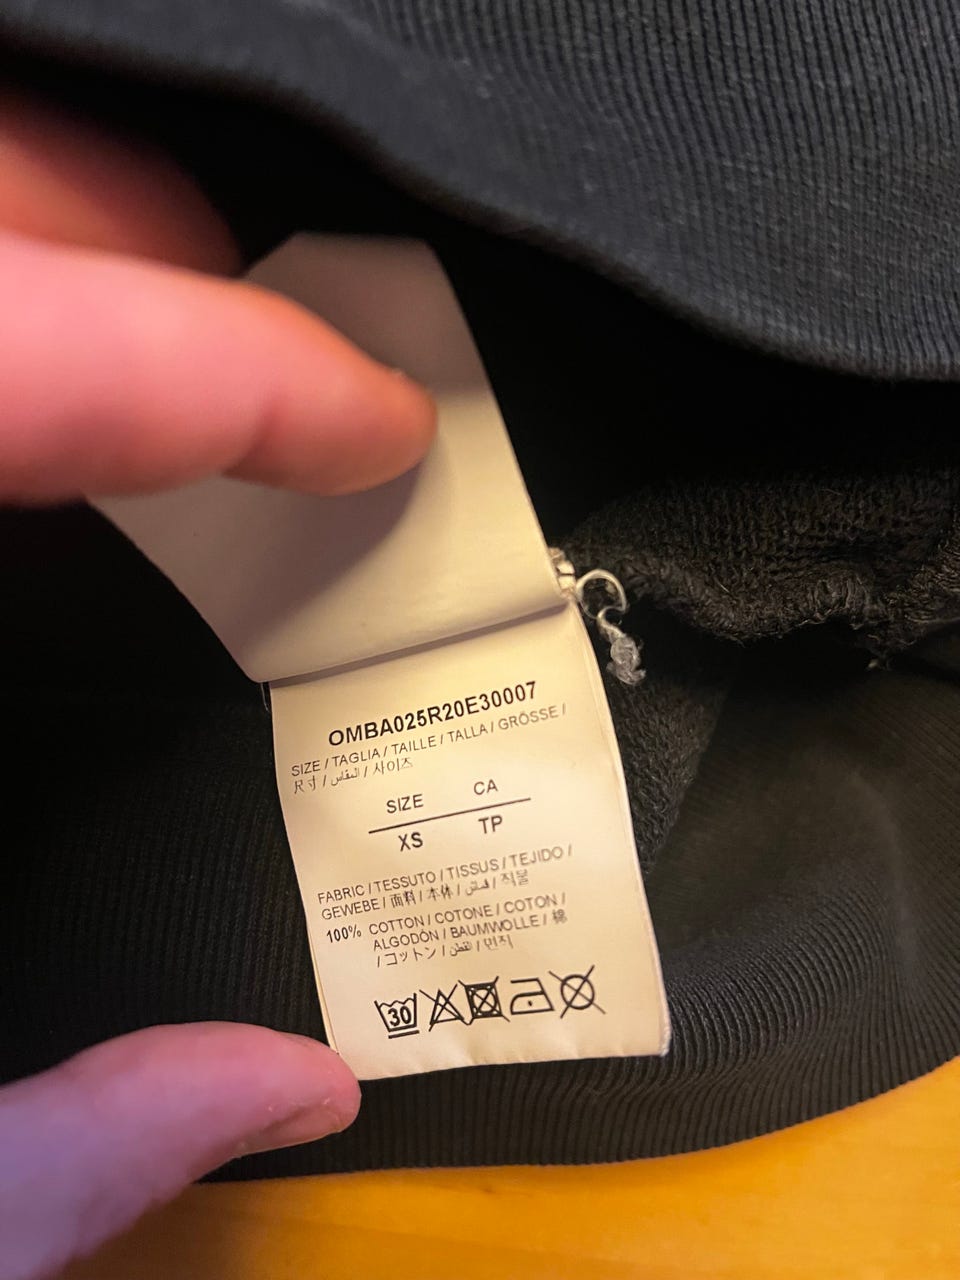 OMBA025R20E30007
SIZE / TAGLIA / TAILLE / TALLA / GRÖSSE /
尺寸 / المقاس / 사이즈
SIZE CA
XS TP
FABRIC / TESSUTO / TISSUS / TEJIDO /
GEWEBE / 面料 / 本体 / قماش / 직물
100% COTTON / COTONE / COTON /
ALGODÓN / BAUMWOLLE / 棉
/ コットン / القطن / 면직
30